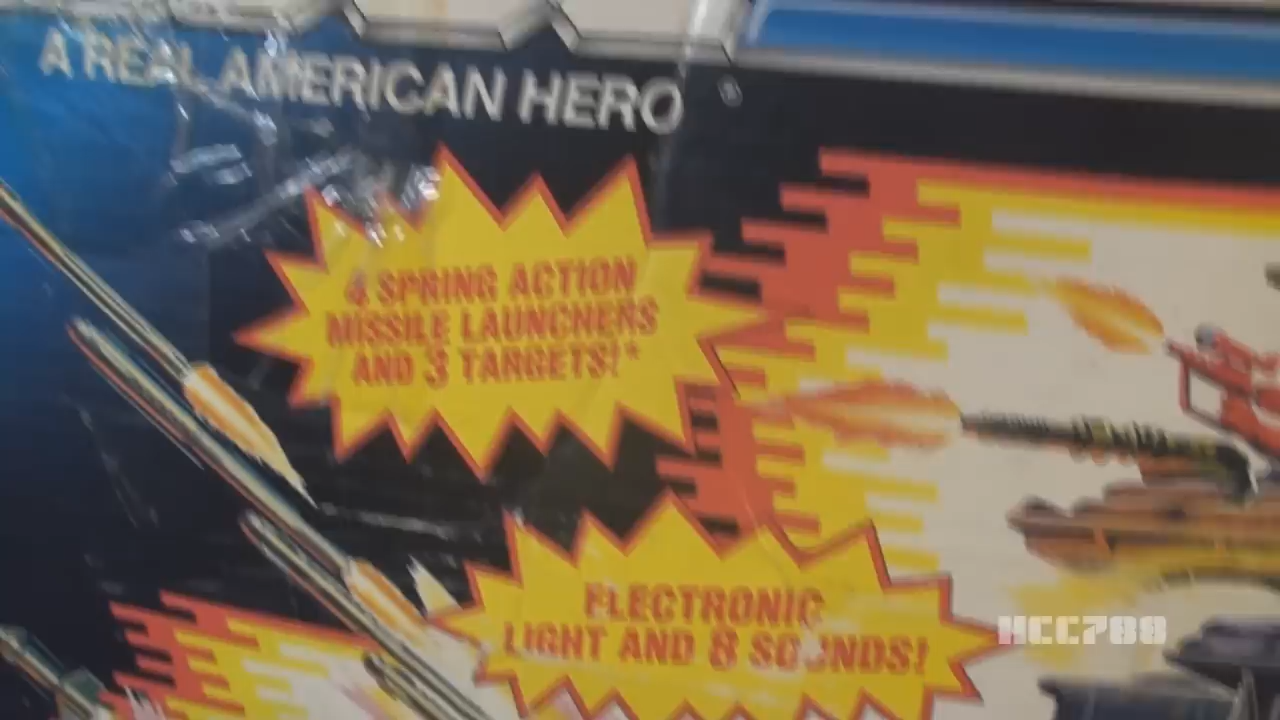 A REAL AMERICAN HERO
4 SPRING ACTION
MISSILE LAUNCHERS
AND 3 TARGETS!*
ELECTRONIC
LIGHT AND 8 SOUNDS!
HCC788